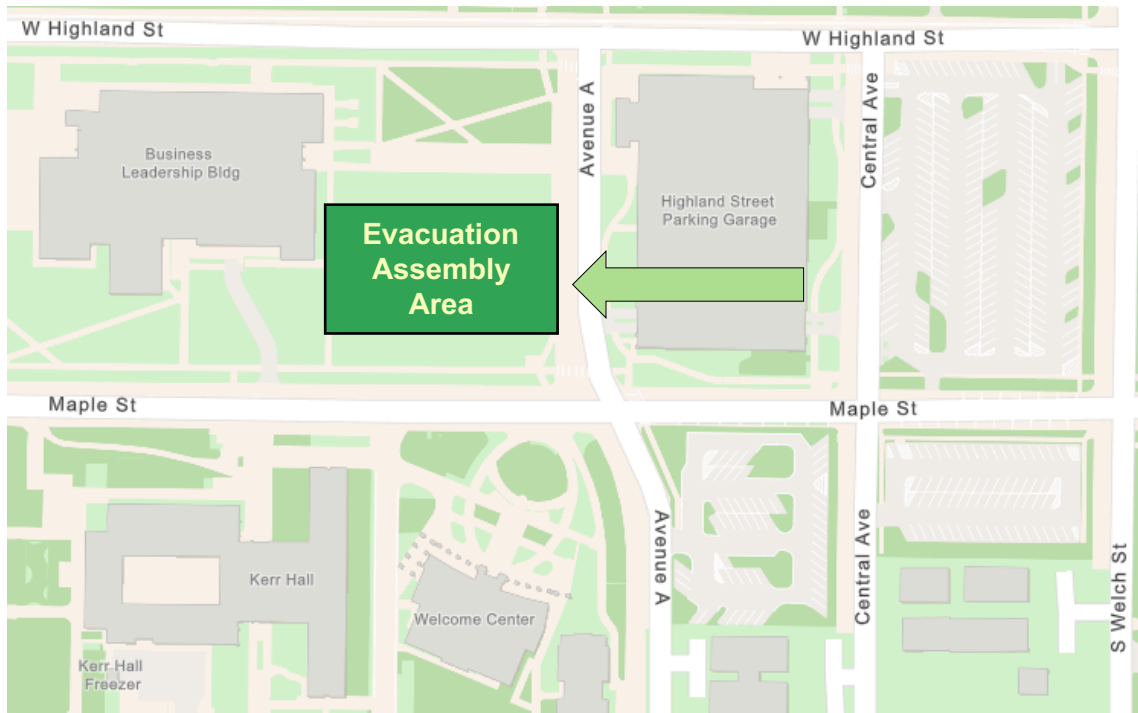 W Highland St
W Highland St
Avenue A
Central Ave
Business
Leadership Bldg
Highland Street
Parking Garage
Evacuation
Assembly
Area
Maple St
Maple St
Avenue A
Central Ave
S Welch St
Kerr Hall
Welcome Center
Kerr Hall
Freezer